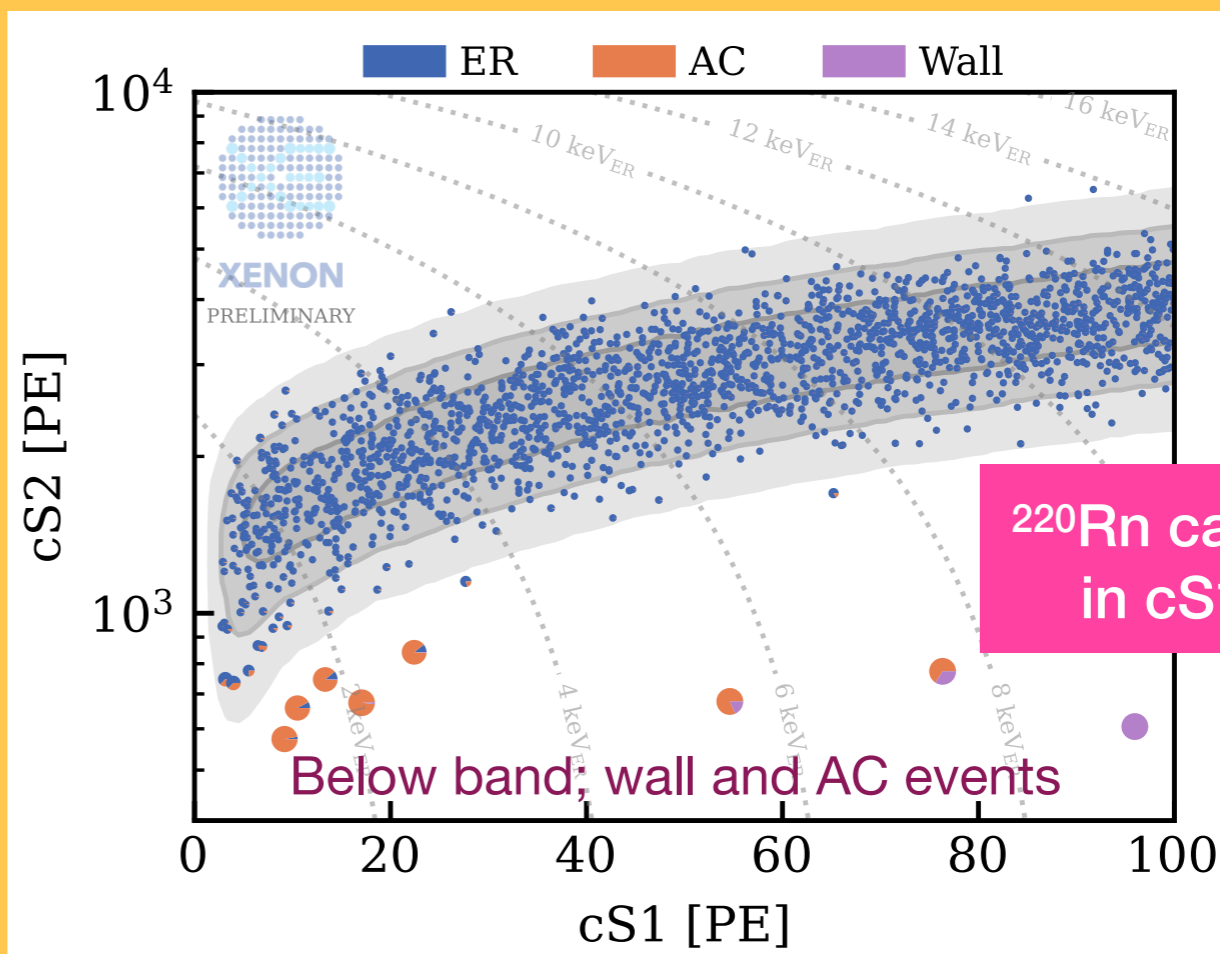 ER AC Wall
10⁴
16 keV_ER
14 keV_ER
12 keV_ER
10 keV_ER
XENON
PRELIMINARY
cS2 [PE]
²²⁰Rn ca
in cS1
10³
2 keV_ER
4 keV_ER
6 keV_ER
8 keV_ER
Below band; wall and AC events
0 20 40 60 80 100
cS1 [PE]